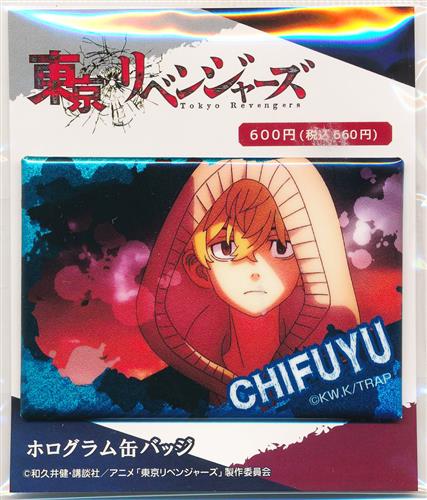 東京リベンジャーズ
Tokyo Revengers
600円(税込660円)
CHIFUYU
©KW.K/TRAP
ホログラム缶バッジ
©和久井健・講談社／アニメ「東京リベンジャーズ」製作委員会